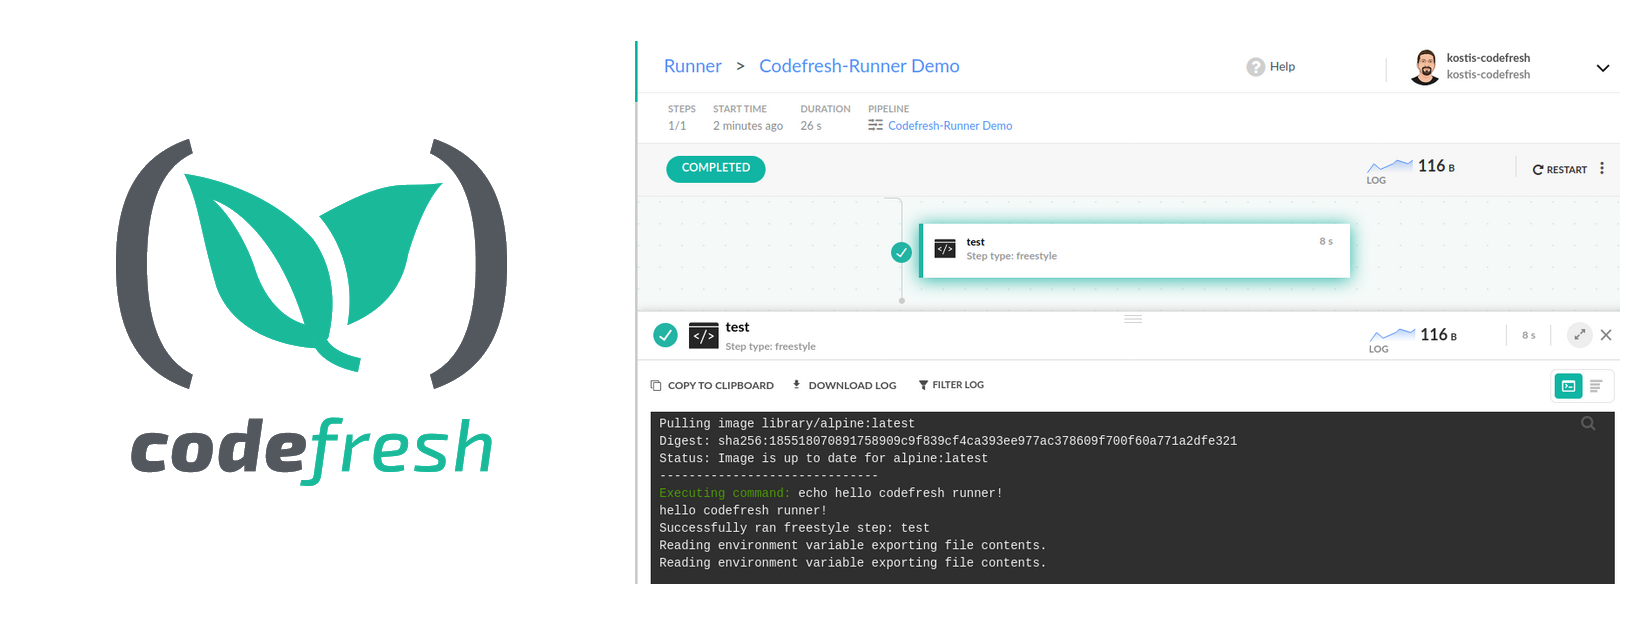 codefresh
Runner > Codefresh-Runner Demo
Help
kostis-codefresh
kostis-codefresh
STEPS START TIME DURATION PIPELINE
1/1 2 minutes ago 26 s Codefresh-Runner Demo
COMPLETED
LOG 116 B
RESTART
</>
test
Step type: freestyle
8 s
</>
test
Step type: freestyle
LOG 116 B
8 s
COPY TO CLIPBOARD DOWNLOAD LOG FILTER LOG
Pulling image library/alpine:latest
Digest: sha256:185518070891758909c9f839cf4ca393ee977ac378609f700f60a771a2dfe321
Status: Image is up to date for alpine:latest
------------------------------
Executing command: echo hello codefresh runner!
hello codefresh runner!
Successfully ran freestyle step: test
Reading environment variable exporting file contents.
Reading environment variable exporting file contents.